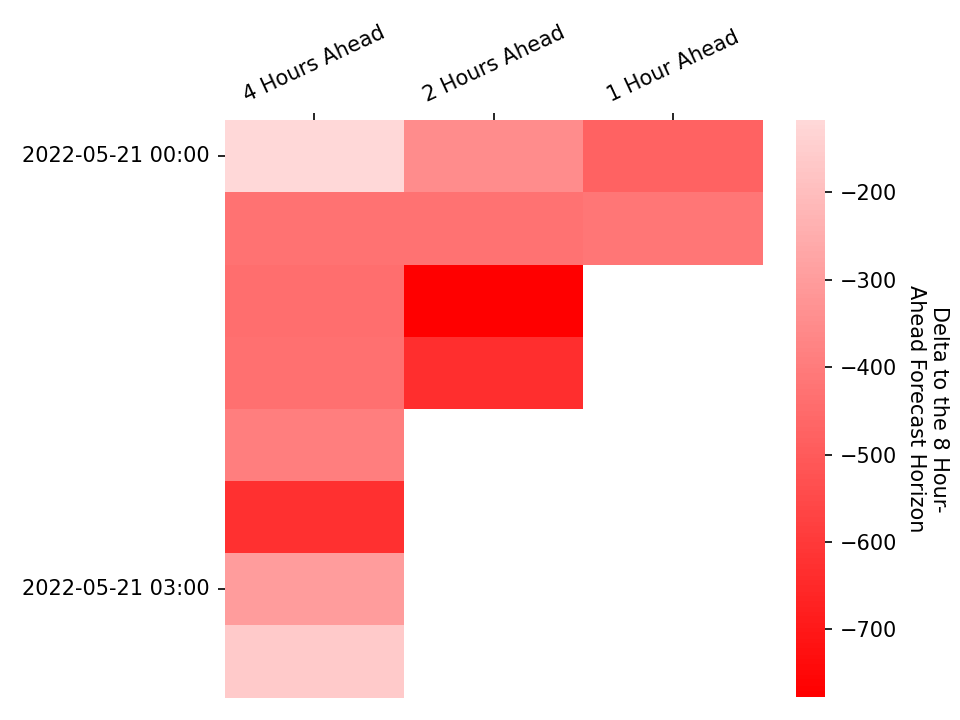 4 Hours Ahead
2 Hours Ahead
1 Hour Ahead
2022-05-21 00:00
2022-05-21 03:00
−200
−300
−400
−500
−600
−700
Delta to the 8 Hour-
Ahead Forecast Horizon